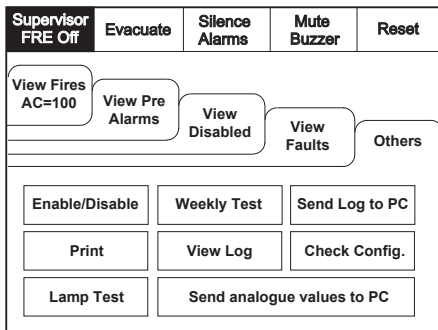 Supervisor
FRE Off
Evacuate
Silence
Alarms
Mute
Buzzer
Reset
View Fires
AC=100
View Pre
Alarms
View
Disabled
View
Faults
Others
Enable/Disable
Weekly Test
Send Log to PC
Print
View Log
Check Config.
Lamp Test
Send analogue values to PC